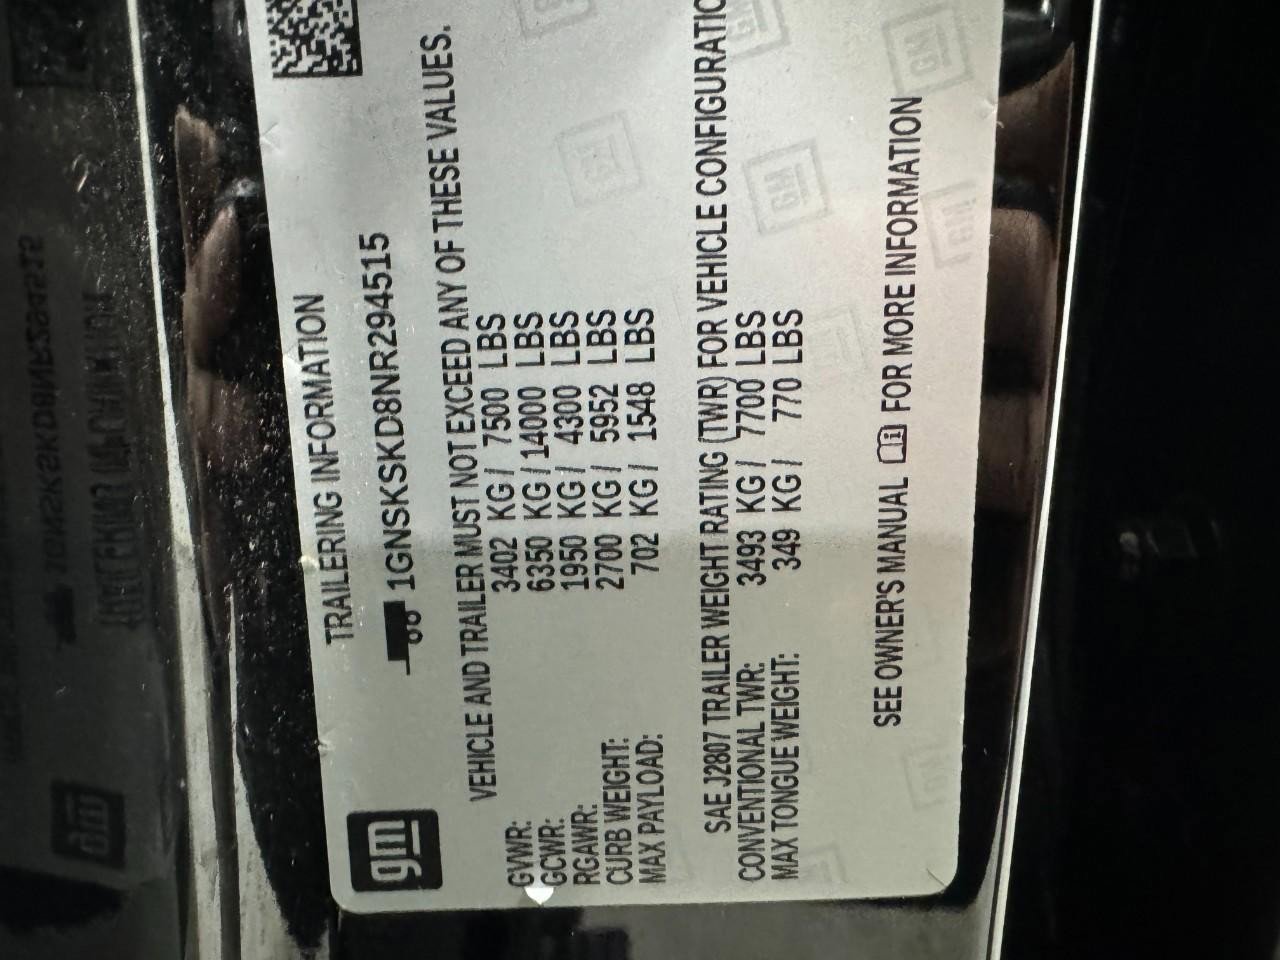 TRAILERING INFORMATION
1GNSKSKD8NR294515
gm
VEHICLE AND TRAILER MUST NOT EXCEED ANY OF THESE VALUES.
GVWR: 3402 KG / 7500 LBS
GCWR: 6350 KG / 14000 LBS
RGAWR: 1950 KG / 4300 LBS
CURB WEIGHT: 2700 KG / 5952 LBS
MAX PAYLOAD: 702 KG / 1548 LBS
SAE J2807 TRAILER WEIGHT RATING (TWR) FOR VEHICLE CONFIGURATIO
CONVENTIONAL TWR: 3493 KG / 7700 LBS
MAX TONGUE WEIGHT: 349 KG / 770 LBS
SEE OWNER'S MANUAL FOR MORE INFORMATION